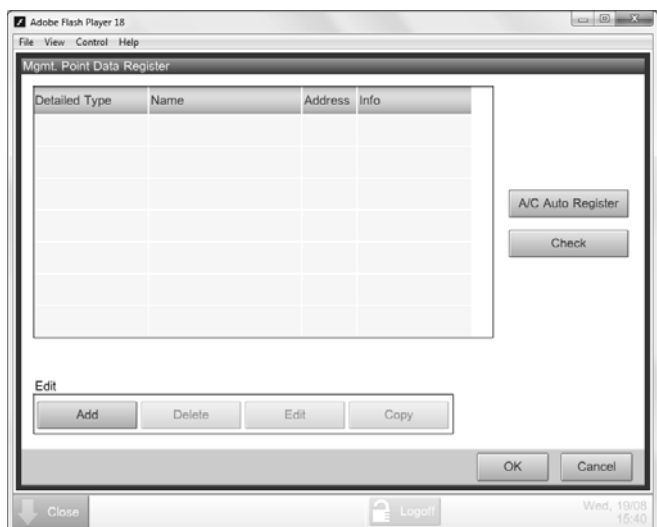 Adobe Flash Player 18
File View Control Help
Mgmt. Point Data Register
Detailed Type Name Address Info
A/C Auto Register
Check
Edit
Add Delete Edit Copy
OK Cancel
Close Logoff Wed, 19/08
15:40